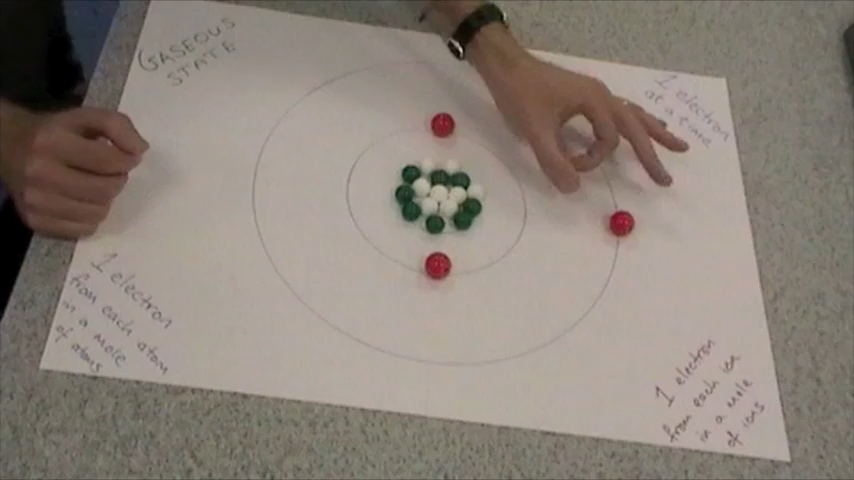 GASEOUS
STATE
1 electron
at a time
1 electron
from each atom
in a mole
of atoms
1 electron
from each ion
in a mole
of ions